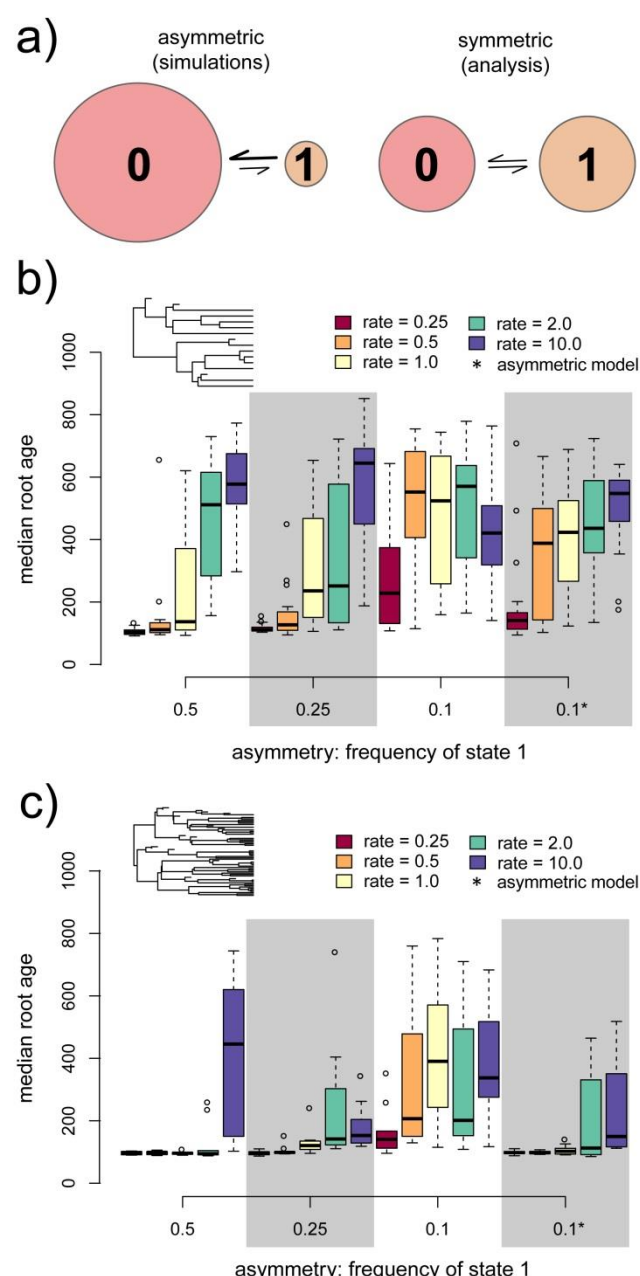 a)
asymmetric
(simulations)
symmetric
(analysis)
0 1 0 1
b)
rate = 0.25
rate = 0.5
rate = 1.0
rate = 2.0
rate = 10.0
* asymmetric model
median root age
0 200 400 600 800 1000
0.5 0.25 0.1 0.1*
asymmetry: frequency of state 1
c)
rate = 0.25
rate = 0.5
rate = 1.0
rate = 2.0
rate = 10.0
* asymmetric model
median root age
0 200 400 600 800 1000
0.5 0.25 0.1 0.1*
asymmetry: frequency of state 1